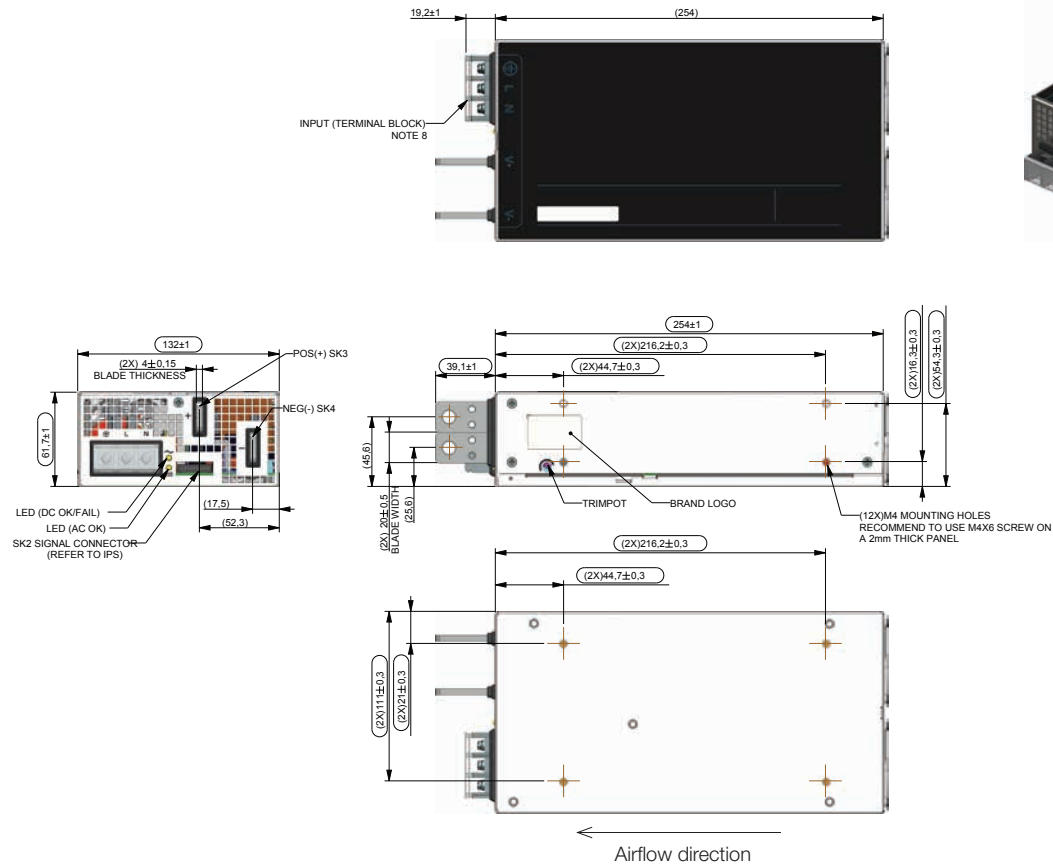 19,2±1
(254)
INPUT (TERMINAL BLOCK)
NOTE 8
L
N
V+
V-
132±1
(2X) 4±0,15
BLADE THICKNESS
POS(+) SK3
NEG(-) SK4
61,7±1
+
-
L N
LED (DC OK/FAIL)
LED (AC OK)
SK2 SIGNAL CONNECTOR
(REFER TO IPS)
(17,5)
(52,3)
254±1
(2X)216,2±0,3
39,1±1
(2X)44,7±0,3
(2X)16,3±0,3
(2X)54,3±0,3
(45,6)
(2X) 20±0,5
BLADE WIDTH
(25,6)
TRIMPOT
BRAND LOGO
(12X)M4 MOUNTING HOLES
RECOMMEND TO USE M4X6 SCREW ON
A 2mm THICK PANEL
(2X)216,2±0,3
(2X)44,7±0,3
(2X)111±0,3
(2X)21±0,3
Airflow direction